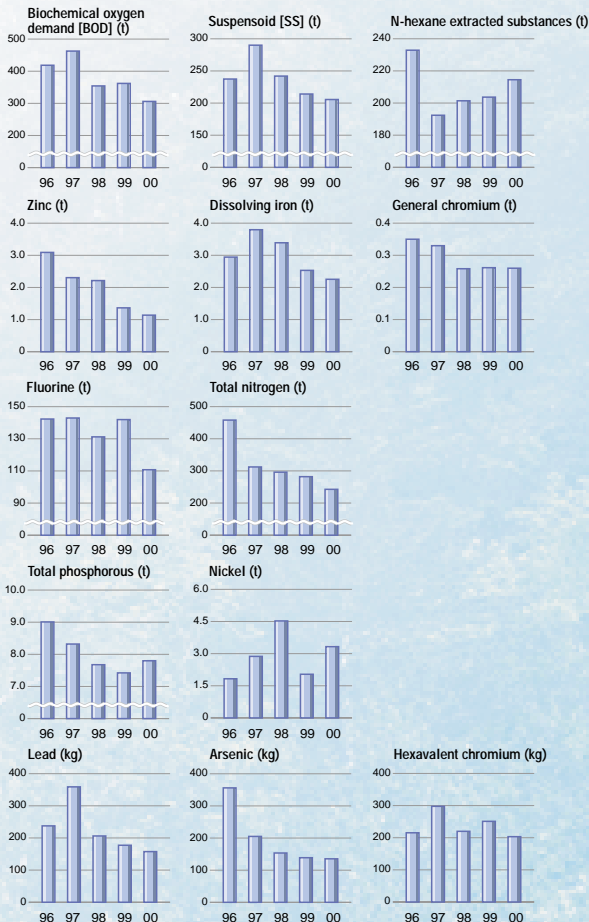 Biochemical oxygen
demand [BOD] (t)
500
400
300
200
0
96 97 98 99 00
Suspensoid [SS] (t)
300
250
200
150
0
96 97 98 99 00
N-hexane extracted substances (t)
240
220
200
180
0
96 97 98 99 00
Zinc (t)
4.0
3.0
2.0
1.0
0
96 97 98 99 00
Dissolving iron (t)
4.0
3.0
2.0
1.0
0
96 97 98 99 00
General chromium (t)
0.4
0.3
0.2
0.1
0
96 97 98 99 00
Fluorine (t)
150
130
110
90
0
96 97 98 99 00
Total nitrogen (t)
500
400
300
200
0
96 97 98 99 00
Total phosphorous (t)
10.0
9.0
8.0
7.0
0
96 97 98 99 00
Nickel (t)
6.0
4.5
3.0
1.5
0
96 97 98 99 00
Lead (kg)
400
300
200
100
0
96 97 98 99 00
Arsenic (kg)
400
300
200
100
0
96 97 98 99 00
Hexavalent chromium (kg)
400
300
200
100
0
96 97 98 99 00